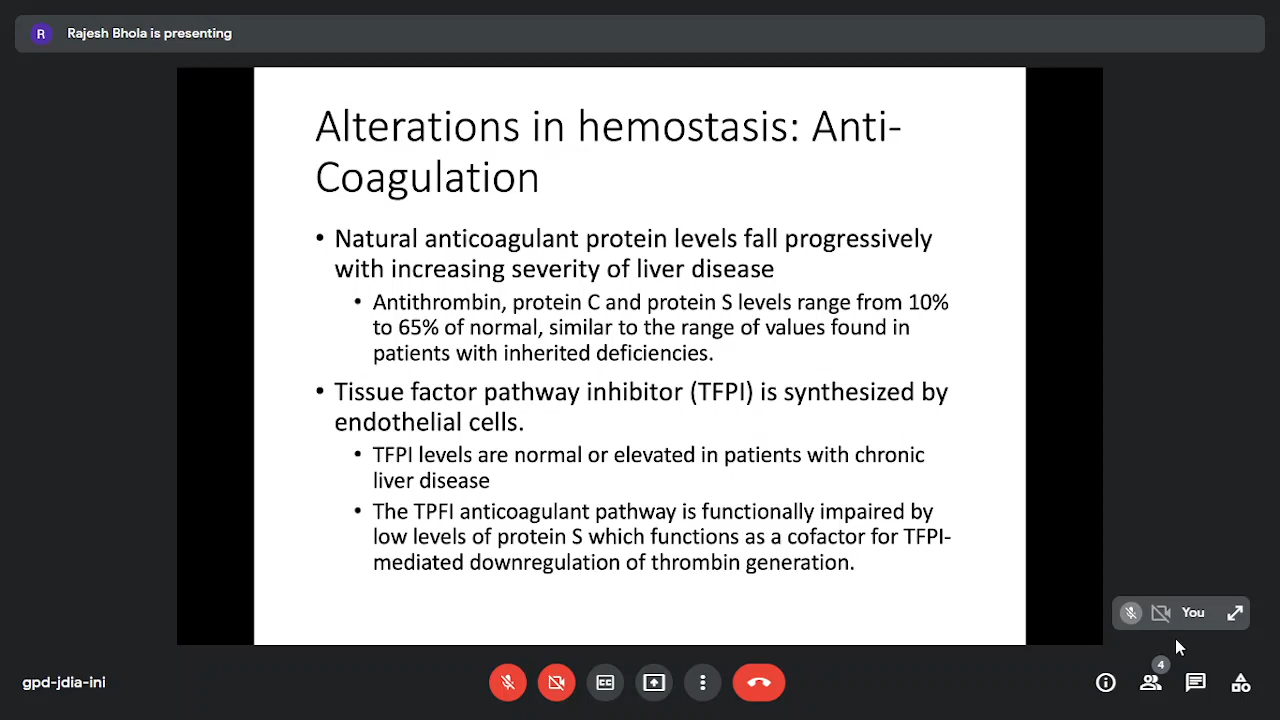 R
Rajesh Bhola is presenting
Alterations in hemostasis: Anti-
Coagulation
• Natural anticoagulant protein levels fall progressively
with increasing severity of liver disease
• Antithrombin, protein C and protein S levels range from 10%
to 65% of normal, similar to the range of values found in
patients with inherited deficiencies.
• Tissue factor pathway inhibitor (TFPI) is synthesized by
endothelial cells.
• TFPI levels are normal or elevated in patients with chronic
liver disease
• The TPFI anticoagulant pathway is functionally impaired by
low levels of protein S which functions as a cofactor for TFPI-
mediated downregulation of thrombin generation.
You
4
gpd-jdia-ini
CC